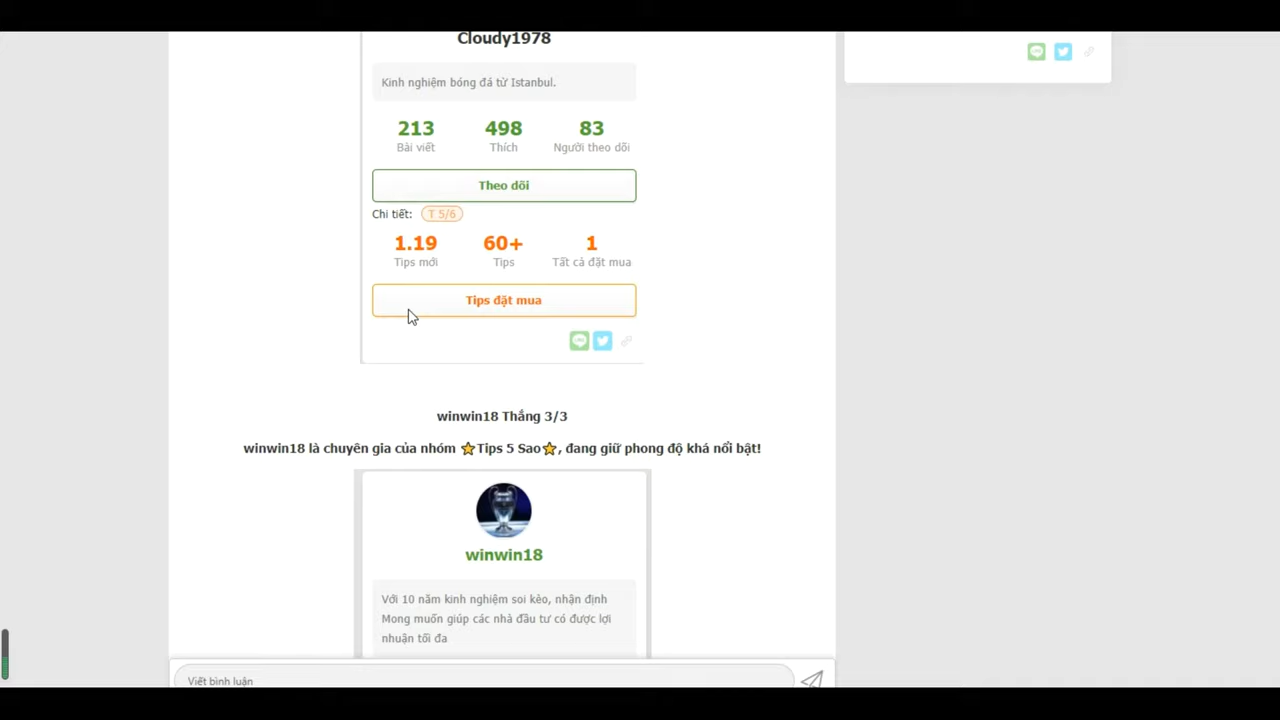 Cloudy1978
Kinh nghiệm bóng đá từ Istanbul.
213 498 83
Bài viết Thích Người theo dõi
Theo dõi
Chi tiết: T 5/6
1.19 60+ 1
Tips mới Tips Tất cả đặt mua
Tips đặt mua
winwin18 Thắng 3/3
winwin18 là chuyên gia của nhóm ⭐Tips 5 Sao⭐, đang giữ phong độ khá nổi bật!
winwin18
Với 10 năm kinh nghiệm soi kèo, nhận định
Mong muốn giúp các nhà đầu tư có được lợi
nhuận tối đa
Viết bình luận